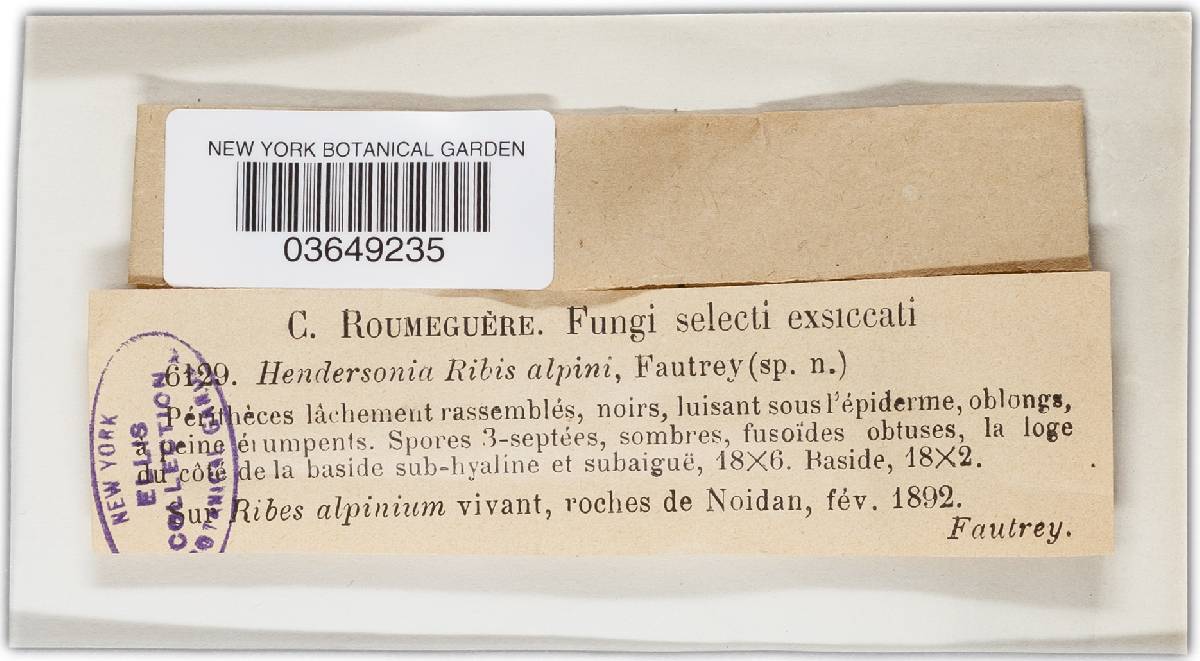 NEW YORK BOTANICAL GARDEN
03649235
C. ROUMEGUÈRE. Fungi selecti exsiccati
6129. Hendersonia Ribis alpini, Fautrey (sp. n.)
Périthèces lâchement rassemblés, noirs, luisant sous l'épiderme, oblongs,
à peine érumpents. Spores 3-septées, sombres, fusoïdes obtuses, la loge
du côté de la baside sub-hyaline et subaiguë, 18×6. Baside, 18×2.
Sur Ribes alpinium vivant, roches de Noidan, fév. 1892.
Fautrey.
NEW YORK
ELLIS
COLLECTION